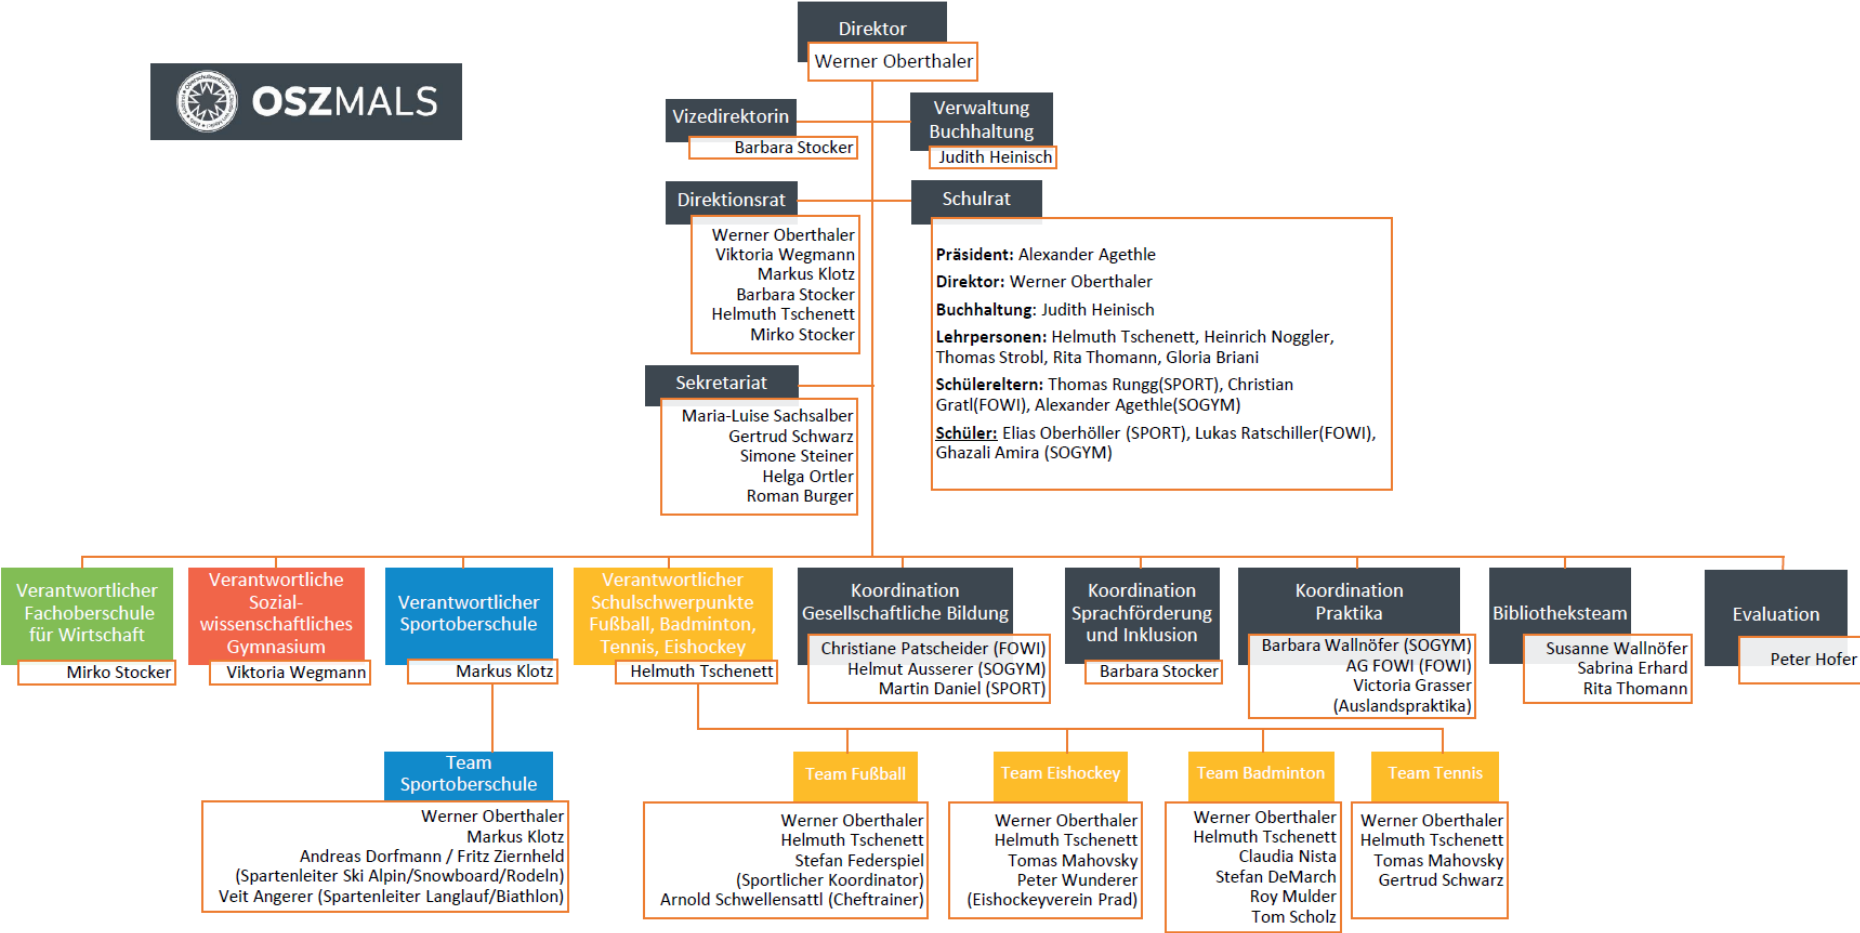 Direktor
Werner Oberthaler
OSZMALS
Vizedirektorin
Barbara Stocker
Verwaltung
Buchhaltung
Judith Heinisch
Direktionsrat
Werner Oberthaler
Viktoria Wegmann
Markus Klotz
Barbara Stocker
Helmuth Tschenett
Mirko Stocker
Schulrat
Präsident: Alexander Agethle
Direktor: Werner Oberthaler
Buchhaltung: Judith Heinisch
Lehrpersonen: Helmuth Tschenett, Heinrich Noggler,
Thomas Strobl, Rita Thomann, Gloria Briani
Schülereltern: Thomas Rungg(SPORT), Christian
Gratl(FOWI), Alexander Agethle(SOGYM)
Schüler: Elias Oberhöller (SPORT), Lukas Ratschiller(FOWI),
Ghazali Amira (SOGYM)
Sekretariat
Maria-Luise Sachsalber
Gertrud Schwarz
Simone Steiner
Helga Ortler
Roman Burger
Verantwortlicher
Fachoberschule
für Wirtschaft
Mirko Stocker
Verantwortliche
Sozial-
wissenschaftliches
Gymnasium
Viktoria Wegmann
Verantwortlicher
Sportoberschule
Markus Klotz
Verantwortlicher
Schulschwerpunkte
Fußball, Badminton,
Tennis, Eishockey
Helmuth Tschenett
Koordination
Gesellschaftliche Bildung
Christiane Patscheider (FOWI)
Helmut Ausserer (SOGYM)
Martin Daniel (SPORT)
Koordination
Sprachförderung
und Inklusion
Barbara Stocker
Koordination
Praktika
Barbara Wallnöfer (SOGYM)
AG FOWI (FOWI)
Victoria Grasser
(Auslandspraktika)
Bibliotheksteam
Susanne Wallnöfer
Sabrina Erhard
Rita Thomann
Evaluation
Peter Hofer
Team
Sportoberschule
Werner Oberthaler
Markus Klotz
Andreas Dorfmann / Fritz Ziernheld
(Spartenleiter Ski Alpin/Snowboard/Rodeln)
Veit Angerer (Spartenleiter Langlauf/Biathlon)
Team Fußball
Werner Oberthaler
Helmuth Tschenett
Stefan Federspiel
(Sportlicher Koordinator)
Arnold Schwellensattl (Cheftrainer)
Team Eishockey
Werner Oberthaler
Helmuth Tschenett
Tomas Mahovsky
Peter Wunderer
(Eishockeyverein Prad)
Team Badminton
Werner Oberthaler
Helmuth Tschenett
Claudia Nista
Stefan DeMarch
Roy Mulder
Tom Scholz
Team Tennis
Werner Oberthaler
Helmuth Tschenett
Tomas Mahovsky
Gertrud Schwarz